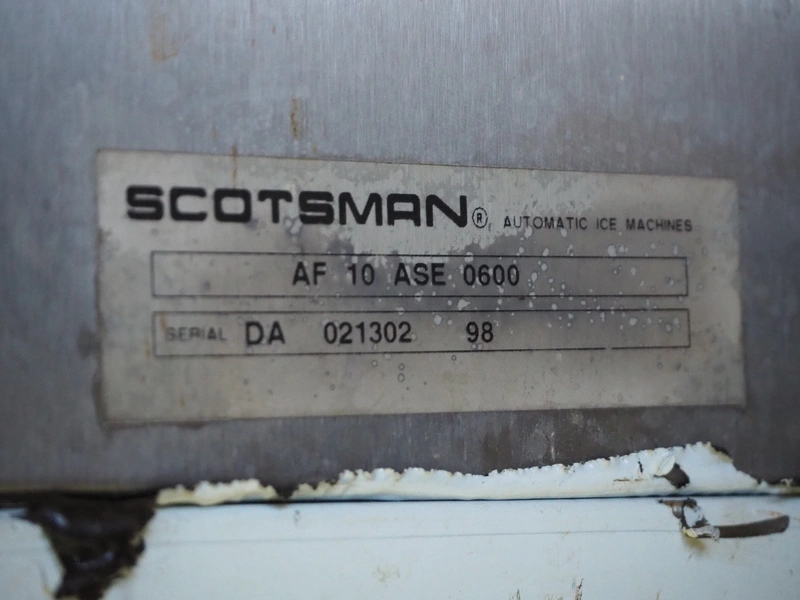 SCOTSMAN® AUTOMATIC ICE MACHINES
AF 10 ASE 0600
SERIAL DA 021302 98